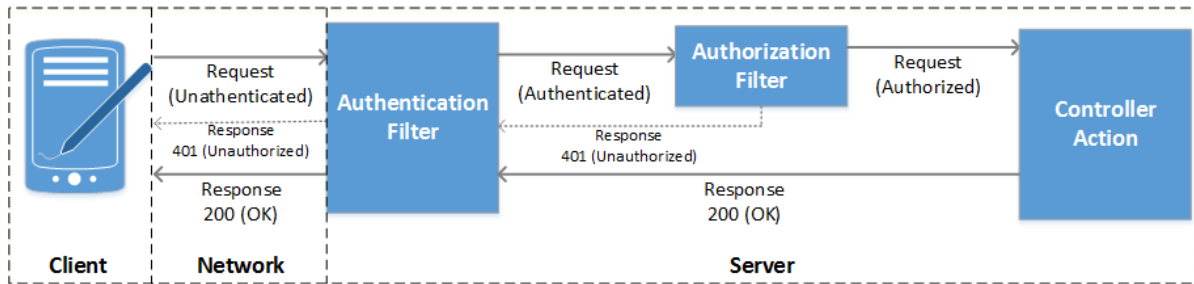 Request
(Unathenticated)
Response
401 (Unauthorized)
Response
200 (OK)
Authentication
Filter
Request
(Authenticated)
Authorization
Filter
Request
(Authorized)
Response
401 (Unauthorized)
Response
200 (OK)
Controller
Action
Client
Network
Server